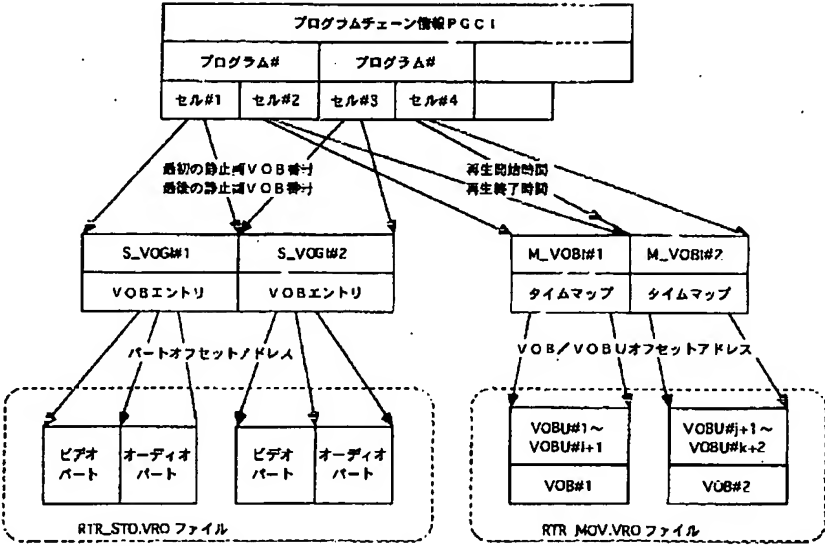 プログラムチェーン情報PGCI
プログラム# プログラム#
セル#1 セル#2 セル#3 セル#4
最初の静止画VOB番号
最後の静止画VOB番号
再生開始時間
再生終了時間
S_VOGI#1 S_VOGI#2
VOBエントリ VOBエントリ
M_VOBI#1 M_VOBI#2
タイムマップ タイムマップ
パートオフセットアドレス
VOB/VOBUオフセットアドレス
ビデオ
パート
オーディオ
パート
ビデオ
パート
オーディオ
パート
VOBU#1~
VOBU#i+1
VOB#1
VOBU#j+1~
VOBU#k+2
VOB#2
RTR_STO.VRO ファイル
RTR_MOV.VRO ファイル